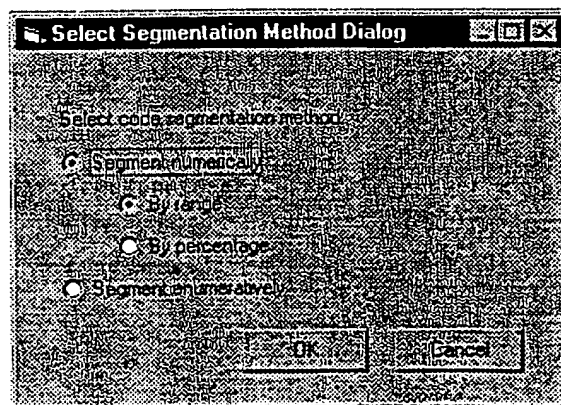 Select Segmentation Method Dialog
Select code segmentation method
Segment numerically
By range
By percentage
Segment enumeratively
OK
Cancel